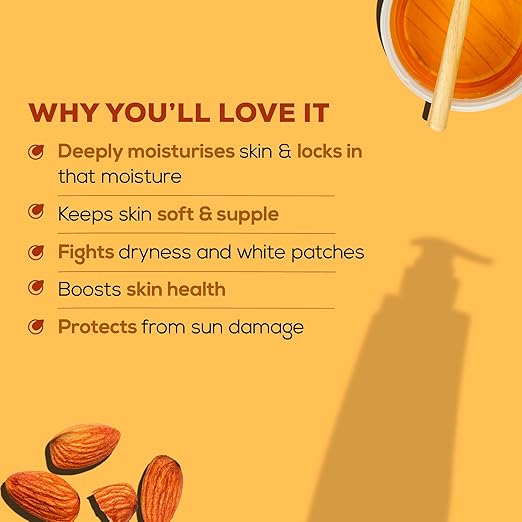 WHY YOU'LL LOVE IT
Deeply moisturises skin & locks in
that moisture
Keeps skin soft & supple
Fights dryness and white patches
Boosts skin health
Protects from sun damage